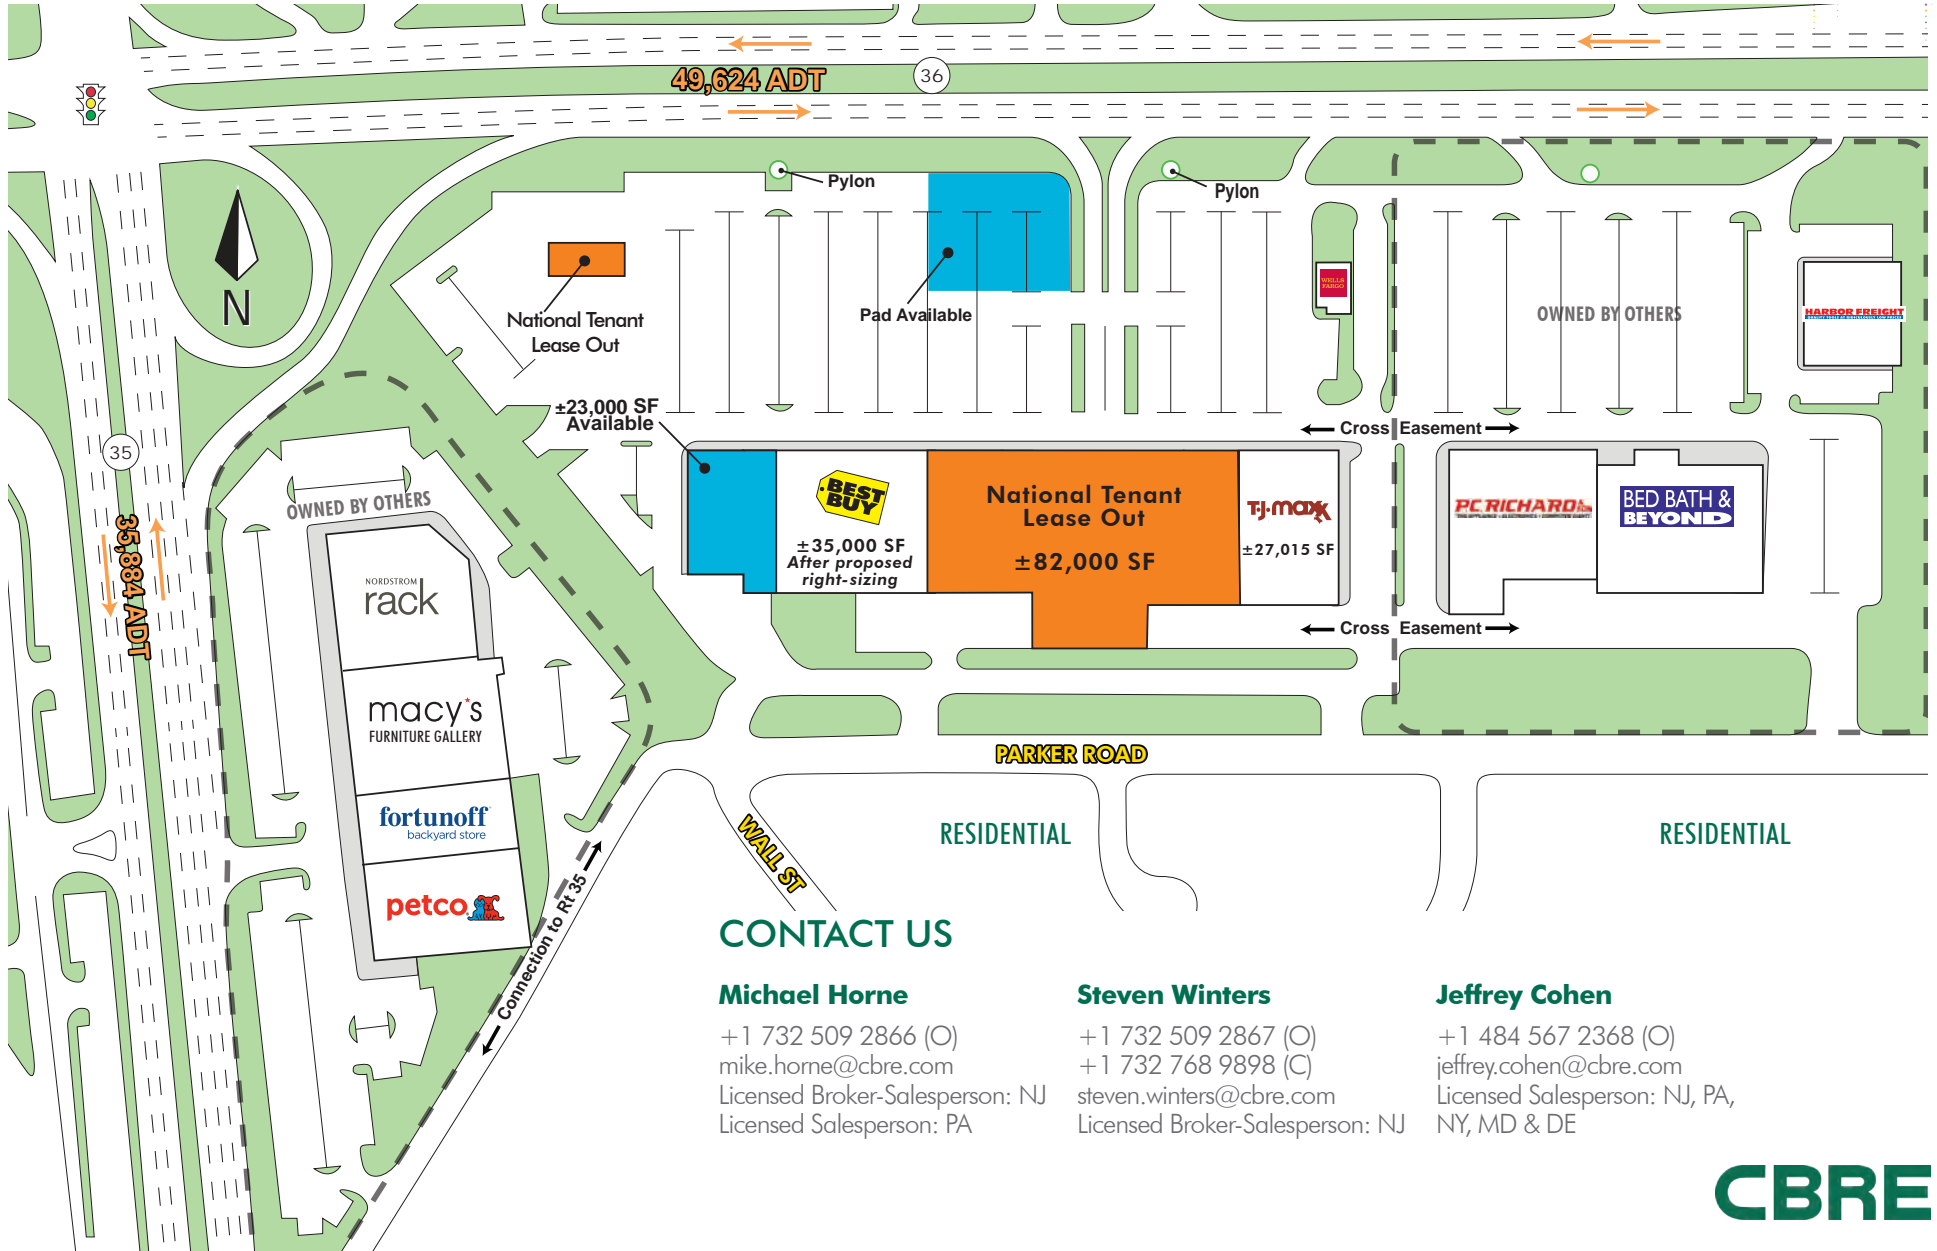 49,624 ADT
36
Pylon
Pylon
N
National Tenant
Lease Out
Pad Available
WELLS
FARGO
OWNED BY OTHERS
HARBOR FREIGHT
±23,000 SF
Available
Cross Easement
35
35,884 ADT
OWNED BY OTHERS
BEST
BUY
±35,000 SF
After proposed
right-sizing
National Tenant
Lease Out
±82,000 SF
T·J·maxx
±27,015 SF
PC RICHARD
BED BATH &
BEYOND
NORDSTROM
rack
Cross Easement
macy's
FURNITURE GALLERY
PARKER ROAD
fortunoff
backyard store
WALL ST
RESIDENTIAL
RESIDENTIAL
petco
Connection to Rt 35
CONTACT US
Michael Horne
+1 732 509 2866 (O)
mike.horne@cbre.com
Licensed Broker-Salesperson: NJ
Licensed Salesperson: PA
Steven Winters
+1 732 509 2867 (O)
+1 732 768 9898 (C)
steven.winters@cbre.com
Licensed Broker-Salesperson: NJ
Jeffrey Cohen
+1 484 567 2368 (O)
jeffrey.cohen@cbre.com
Licensed Salesperson: NJ, PA,
NY, MD & DE
CBRE